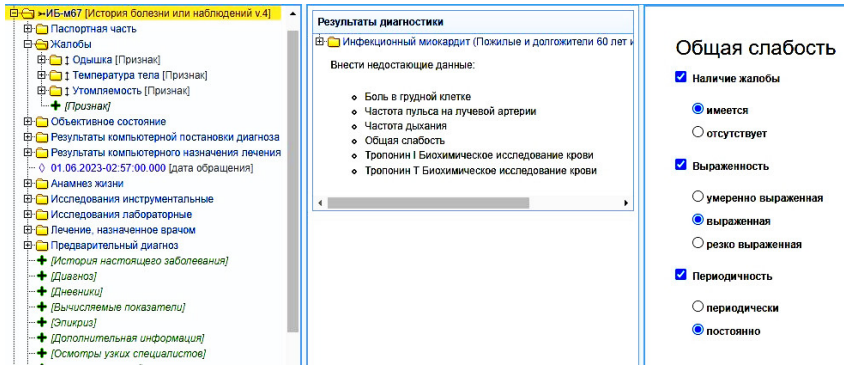 ИБ-м67 [История болезни или наблюдений v.4]
Паспортная часть
Жалобы
Одышка [Признак]
Температура тела [Признак]
Утомляемость [Признак]
[Признак]
Объективное состояние
Результаты компьютерной постановки диагноза
Результаты компьютерного назначения лечения
01.06.2023-02:57:00.000 [дата обращения]
Анамнез жизни
Исследования инструментальные
Исследования лабораторные
Лечение, назначенное врачом
Предварительный диагноз
[История настоящего заболевания]
[Диагноз]
[Дневники]
[Вычисляемые показатели]
[Эпикриз]
[Дополнительная информация]
[Осмотры узких специалистов]
Результаты диагностики
Инфекционный миокардит (Пожилые и долгожители 60 лет и
Внести недостающие данные:
Боль в грудной клетке
Частота пульса на лучевой артерии
Частота дыхания
Общая слабость
Тропонин I Биохимическое исследование крови
Тропонин Т Биохимическое исследование крови
Общая слабость
Наличие жалобы
имеется
отсутствует
Выраженность
умеренно выраженная
выраженная
резко выраженная
Периодичность
периодически
постоянно